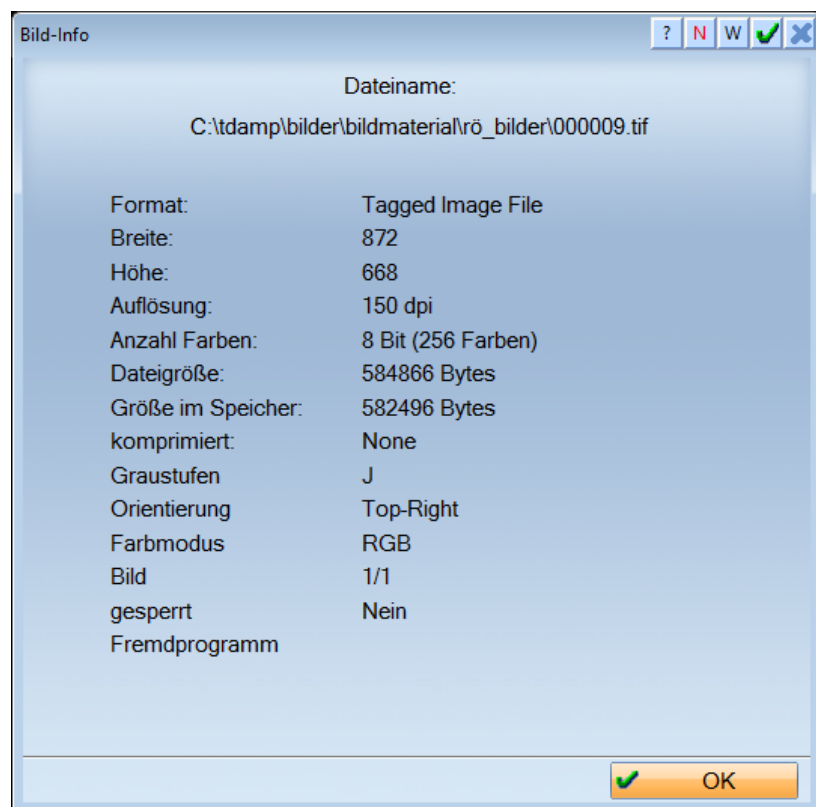 Bild-Info ? N W
Dateiname:
C:\tdamp\bilder\bildmaterial\rö_bilder\000009.tif
Format: Tagged Image File
Breite: 872
Höhe: 668
Auflösung: 150 dpi
Anzahl Farben: 8 Bit (256 Farben)
Dateigröße: 584866 Bytes
Größe im Speicher: 582496 Bytes
komprimiert: None
Graustufen J
Orientierung Top-Right
Farbmodus RGB
Bild 1/1
gesperrt Nein
Fremdprogramm
OK